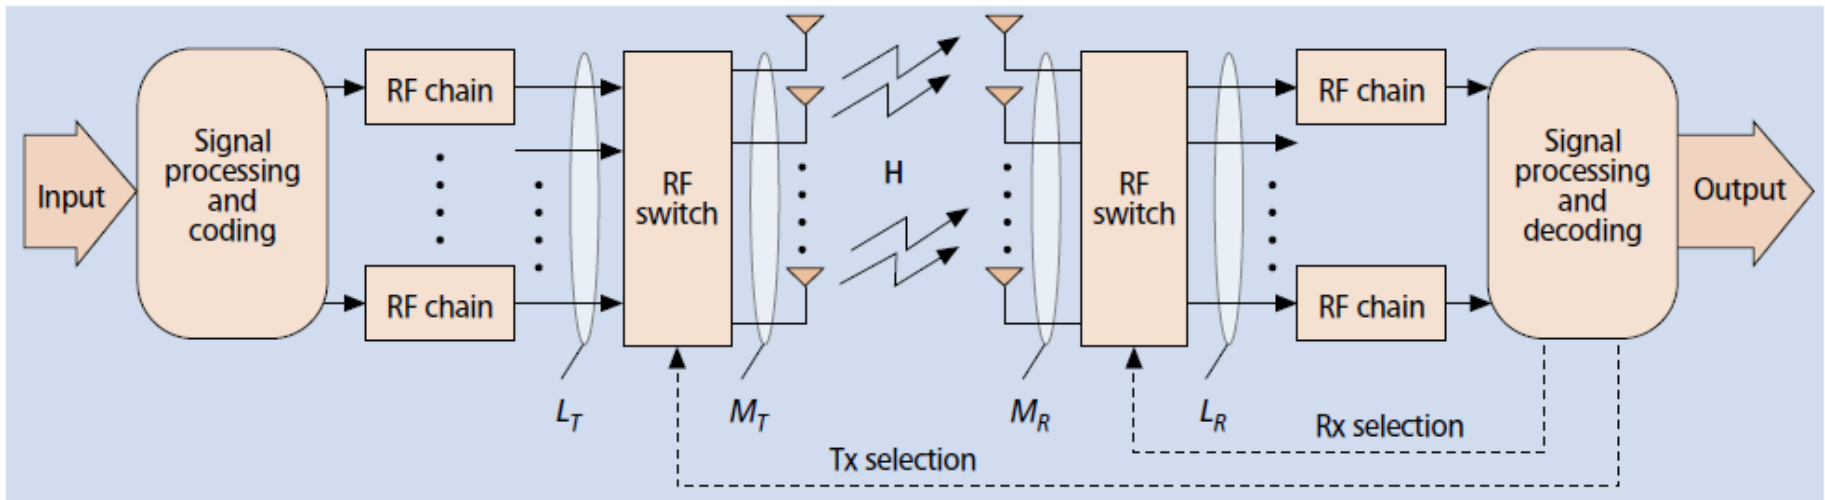 Input
Signal
processing
and
coding
RF chain
RF chain
L_T
RF
switch
M_T
H
M_R
RF
switch
L_R
RF chain
RF chain
Signal
processing
and
decoding
Output
Rx selection
Tx selection